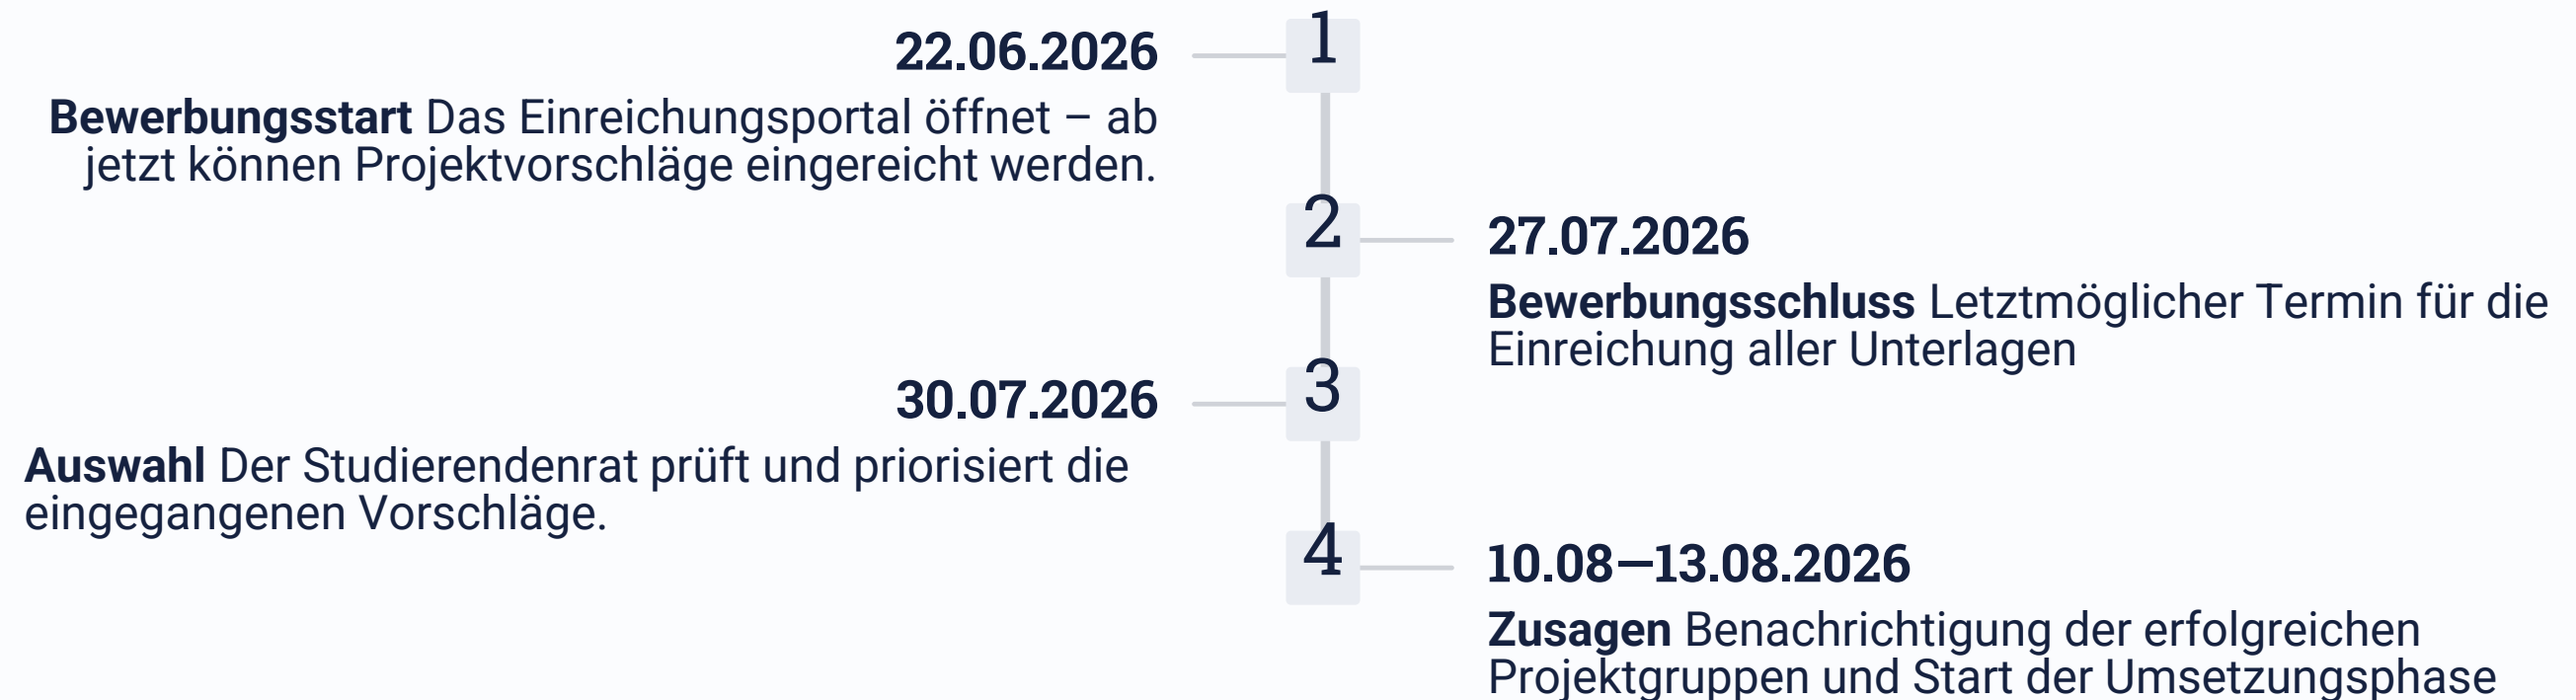 1
22.06.2026
Bewerbungsstart Das Einreichungsportal öffnet – ab
jetzt können Projektvorschläge eingereicht werden.
2
27.07.2026
Bewerbungsschluss Letztmöglicher Termin für die
Einreichung aller Unterlagen
3
30.07.2026
Auswahl Der Studierendenrat prüft und priorisiert die
eingegangenen Vorschläge.
4
10.08—13.08.2026
Zusagen Benachrichtigung der erfolgreichen
Projektgruppen und Start der Umsetzungsphase